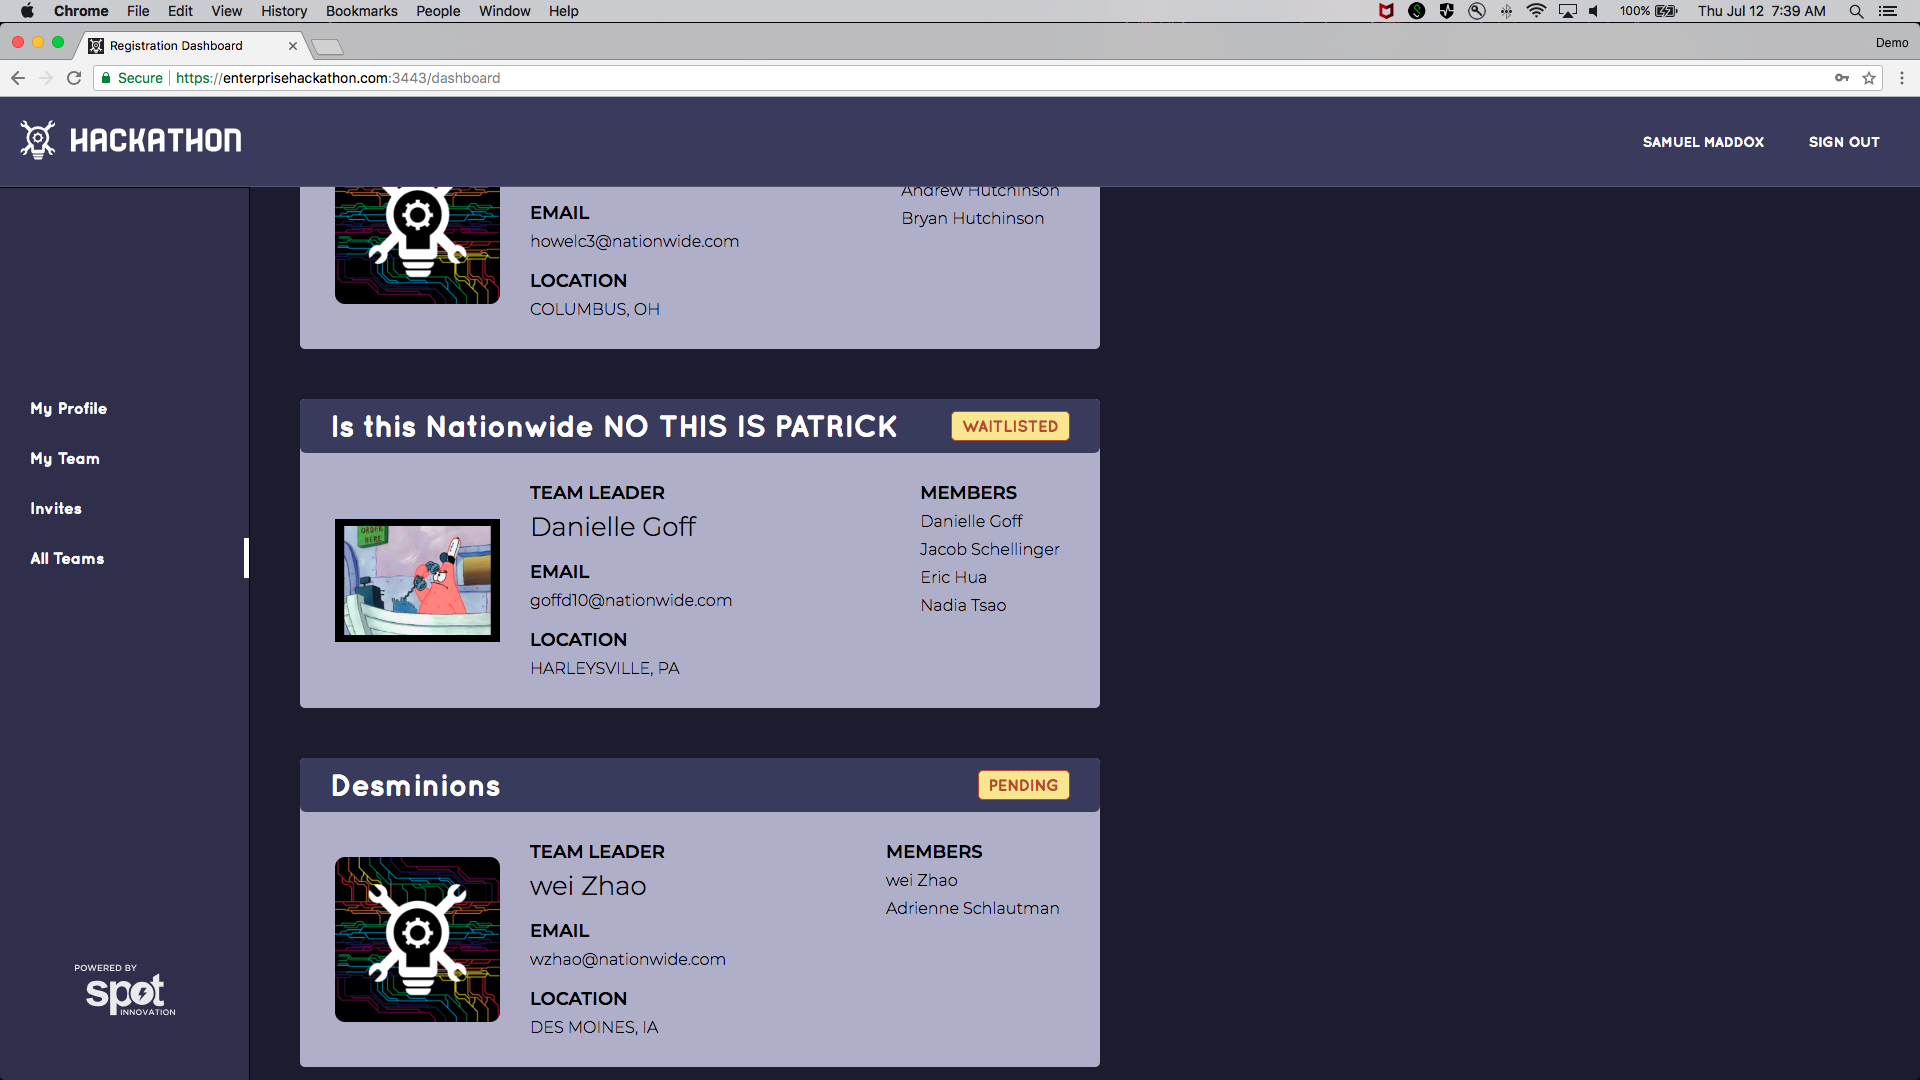 Chrome File Edit View History Bookmarks People Window Help 100% Thu Jul 12 7:39 AM
Registration Dashboard Demo
Secure https://enterprisehackathon.com:3443/dashboard
HACKATHON SAMUEL MADDOX SIGN OUT
My Profile
My Team
Invites
All Teams
POWERED BY
spot
INNOVATION
EMAIL
howelc3@nationwide.com
LOCATION
COLUMBUS, OH
Andrew Hutchinson
Bryan Hutchinson
Is this Nationwide NO THIS IS PATRICK WAITLISTED
ORDER
HERE
TEAM LEADER
Danielle Goff
EMAIL
goffd10@nationwide.com
LOCATION
HARLEYSVILLE, PA
MEMBERS
Danielle Goff
Jacob Schellinger
Eric Hua
Nadia Tsao
Desminions PENDING
TEAM LEADER
wei Zhao
EMAIL
wzhao@nationwide.com
LOCATION
DES MOINES, IA
MEMBERS
wei Zhao
Adrienne Schlautman